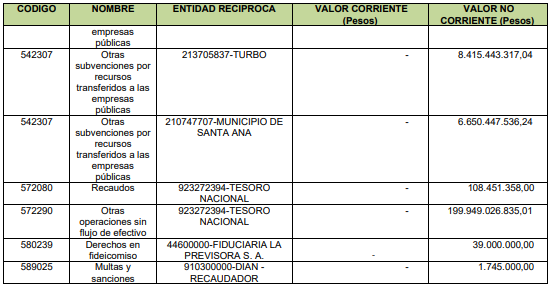 CODIGO NOMBRE ENTIDAD RECIPROCA VALOR CORRIENTE (Pesos) VALOR NO CORRIENTE (Pesos)
empresas
públicas
542307 Otras 213705837-TURBO - 8.415.443.317,04
subvenciones por
recursos
transferidos a las
empresas
públicas
542307 Otras 210747707-MUNICIPIO DE - 6.650.447.536,24
subvenciones por SANTA ANA
recursos
transferidos a las
empresas
públicas
572080 Recaudos 923272394-TESORO - 108.451.358,00
NACIONAL
572290 Otras 923272394-TESORO - 199.949.026.835,01
operaciones sin NACIONAL
flujo de efectivo
580239 Derechos en 44600000-FIDUCIARIA LA - 39.000.000,00
fideicomiso PREVISORA S. A.
589025 Multas y 910300000-DIAN - - 1.745.000,00
sanciones RECAUDADOR